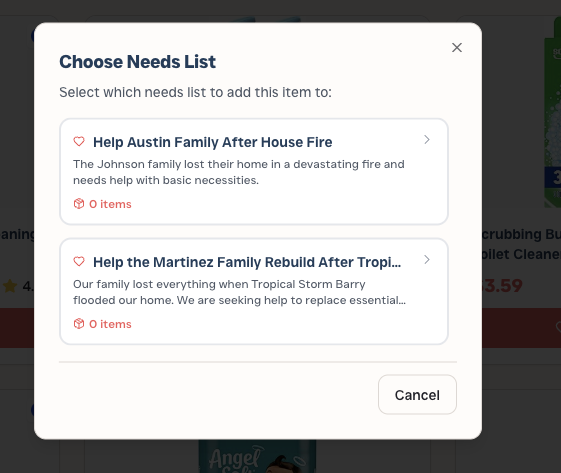 Choose Needs List
Select which needs list to add this item to:
Help Austin Family After House Fire
The Johnson family lost their home in a devastating fire and
needs help with basic necessities.
0 items
Help the Martinez Family Rebuild After Tropi...
Our family lost everything when Tropical Storm Barry
flooded our home. We are seeking help to replace essential...
0 items
Cancel
aning
4.
crubbing Bu
oilet Cleane
3.59
Angel